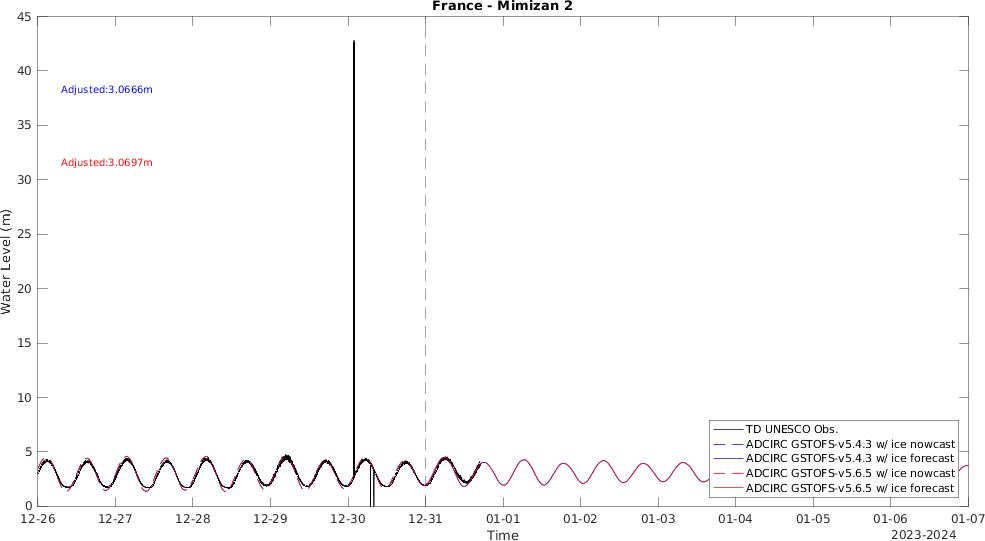 France - Mimizan 2
45
40
35
30
25
20
15
10
5
0
Water Level (m)
Adjusted:3.0666m
Adjusted:3.0697m
TD UNESCO Obs.
ADCIRC GSTOFS-v5.4.3 w/ ice nowcast
ADCIRC GSTOFS-v5.4.3 w/ ice forecast
ADCIRC GSTOFS-v5.6.5 w/ ice nowcast
ADCIRC GSTOFS-v5.6.5 w/ ice forecast
12-26 12-27 12-28 12-29 12-30 12-31 01-01 01-02 01-03 01-04 01-05 01-06 01-07
Time
2023-2024